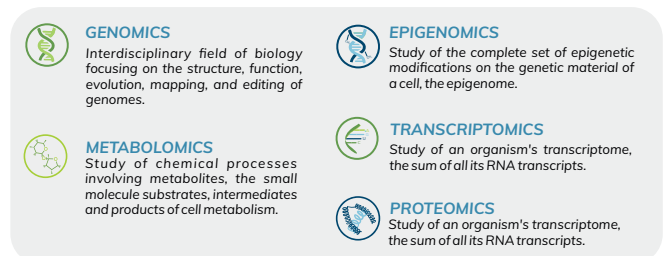 GENOMICS
Interdisciplinary field of biology
focusing on the structure, function,
evolution, mapping, and editing of
genomes.
METABOLOMICS
Study of chemical processes
involving metabolites, the small
molecule substrates, intermediates
and products of cell metabolism.
EPIGENOMICS
Study of the complete set of epigenetic
modifications on the genetic material of
a cell, the epigenome.
TRANSCRIPTOMICS
Study of an organism's transcriptome,
the sum of all its RNA transcripts.
PROTEOMICS
Study of an organism's transcriptome,
the sum of all its RNA transcripts.